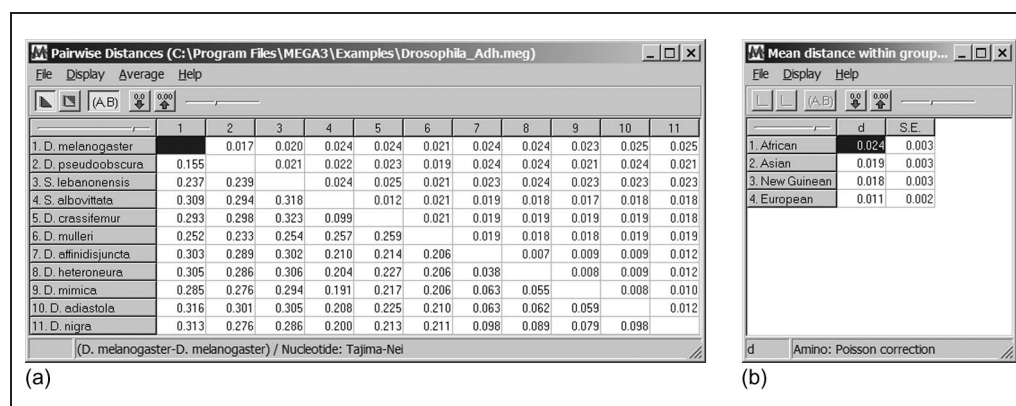 Pairwise Distances (C:\Program Files\MEGA3\Examples\Drosophila_Adh.meg)
File Display Average Help
(A,B) 0.0 0.00
1 2 3 4 5 6 7 8 9 10 11
1. D. melanogaster 0.017 0.020 0.024 0.024 0.021 0.024 0.024 0.023 0.025 0.025
2. D. pseudoobscura 0.155 0.021 0.022 0.023 0.019 0.024 0.024 0.021 0.024 0.021
3. S. lebanonensis 0.237 0.239 0.024 0.025 0.021 0.023 0.024 0.023 0.023 0.023
4. S. albovittata 0.309 0.294 0.318 0.012 0.021 0.019 0.018 0.017 0.018 0.018
5. D. crassifemur 0.293 0.298 0.323 0.099 0.021 0.019 0.019 0.019 0.019 0.018
6. D. mulleri 0.252 0.233 0.254 0.257 0.259 0.019 0.018 0.018 0.019 0.019
7. D. affinidisjuncta 0.303 0.289 0.302 0.210 0.214 0.206 0.007 0.009 0.009 0.012
8. D. heteroneura 0.305 0.286 0.306 0.204 0.227 0.206 0.038 0.008 0.009 0.012
9. D. mimica 0.285 0.276 0.294 0.191 0.217 0.206 0.063 0.055 0.008 0.010
10. D. adiastola 0.316 0.301 0.305 0.208 0.225 0.210 0.063 0.062 0.059 0.012
11. D. nigra 0.313 0.276 0.286 0.200 0.213 0.211 0.098 0.089 0.079 0.098
(D. melanogaster-D. melanogaster) / Nucleotide: Tajima-Nei
(a)
Mean distance within group...
File Display Help
(A,B) 0.0 0.00
d S.E.
1. African 0.024 0.003
2. Asian 0.019 0.003
3. New Guinean 0.018 0.003
4. European 0.011 0.002
d Amino: Poisson correction
(b)